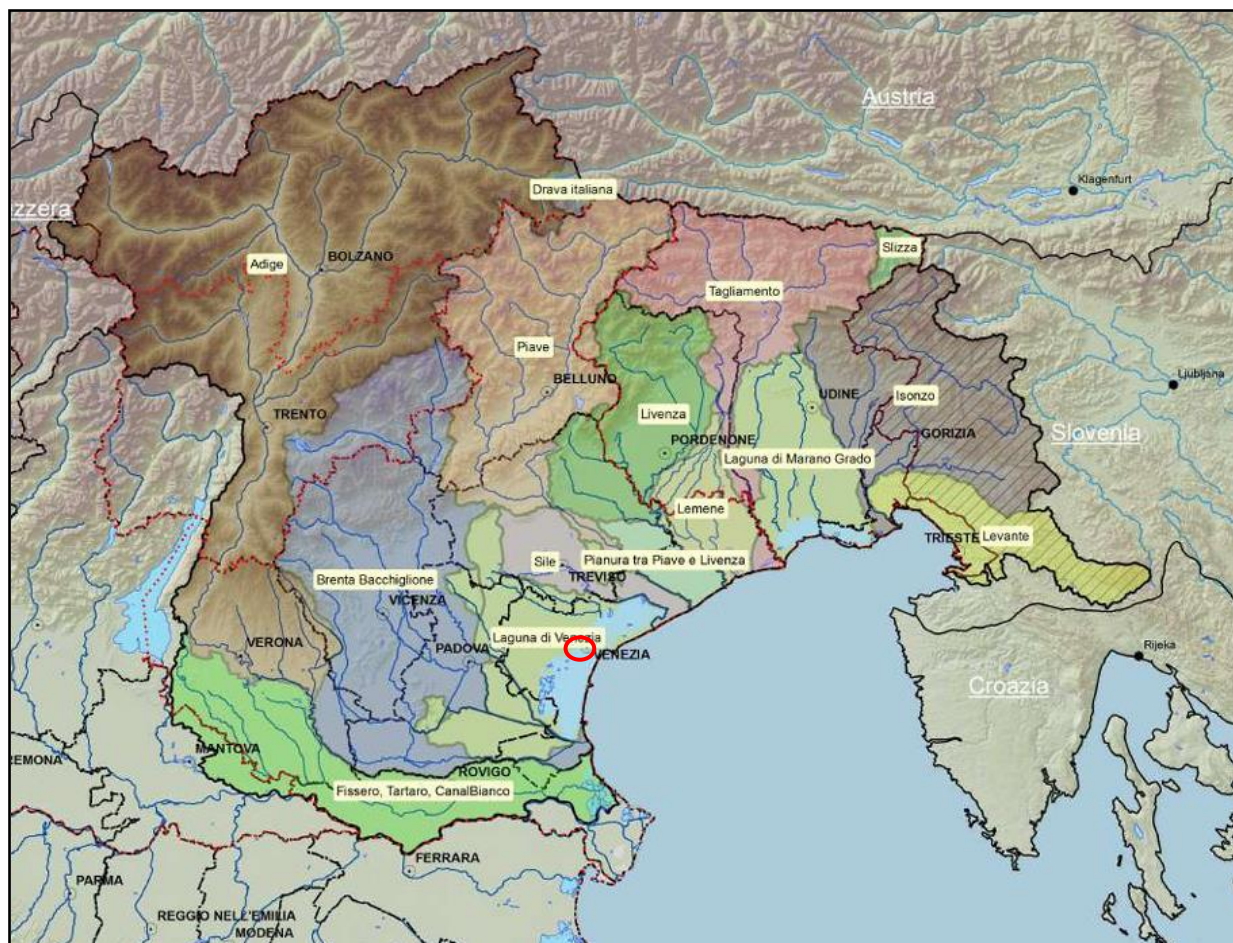 Austria
Klagenfurt
Drava italiana
izzera
Slizza
BOLZANO
Adige
Tagliamento
Piave
BELLUNO
Ljubljana
UDINE
Isonzo
TRENTO
Livenza
PORDENONE
GORIZIA
Slovenia
Laguna di Marano Grado
Lemene
TRIESTE
Levante
Sile
Pianura tra Piave e Livenza
TREVISO
Brenta Bacchiglione
VICENZA
Laguna di Venezia
VERONA
PADOVA
VENEZIA
Rijeka
Croazia
MANTOVA
REMONA
ROVIGO
Fissero, Tartaro, CanalBianco
FERRARA
PARMA
REGGIO NELL'EMILIA
MODENA